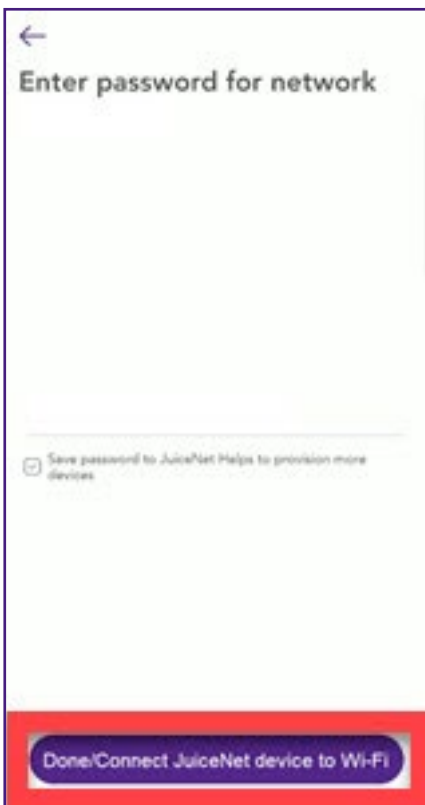 Enter password for network
Save password to JuiceNet Helps to provision more
devices
Done/Connect JuiceNet device to Wi-Fi